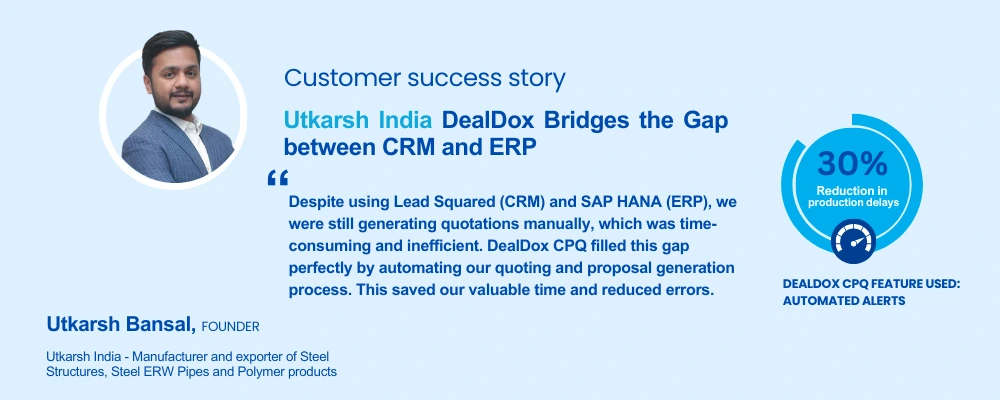 Customer success story
Utkarsh India DealDox Bridges the Gap
between CRM and ERP
“
Despite using Lead Squared (CRM) and SAP HANA (ERP), we
were still generating quotations manually, which was time-
consuming and inefficient. DealDox CPQ filled this gap
perfectly by automating our quoting and proposal generation
process. This saved our valuable time and reduced errors.
Utkarsh Bansal, FOUNDER
Utkarsh India - Manufacturer and exporter of Steel
Structures, Steel ERW Pipes and Polymer products
30%
Reduction in
production delays
DEALDOX CPQ FEATURE USED:
AUTOMATED ALERTS